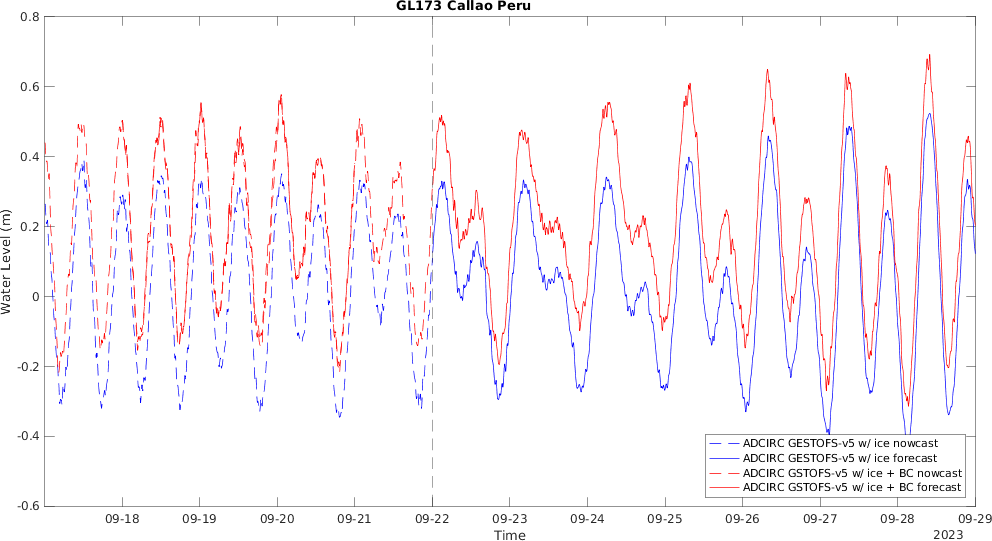 GL173 Callao Peru
0.8
0.6
0.4
0.2
0
-0.2
-0.4
-0.6
Water Level (m)
ADCIRC GESTOFS-v5 w/ ice nowcast
ADCIRC GESTOFS-v5 w/ ice forecast
ADCIRC GSTOFS-v5 w/ ice + BC nowcast
ADCIRC GSTOFS-v5 w/ ice + BC forecast
09-18 09-19 09-20 09-21 09-22 09-23 09-24 09-25 09-26 09-27 09-28 09-29
Time
2023